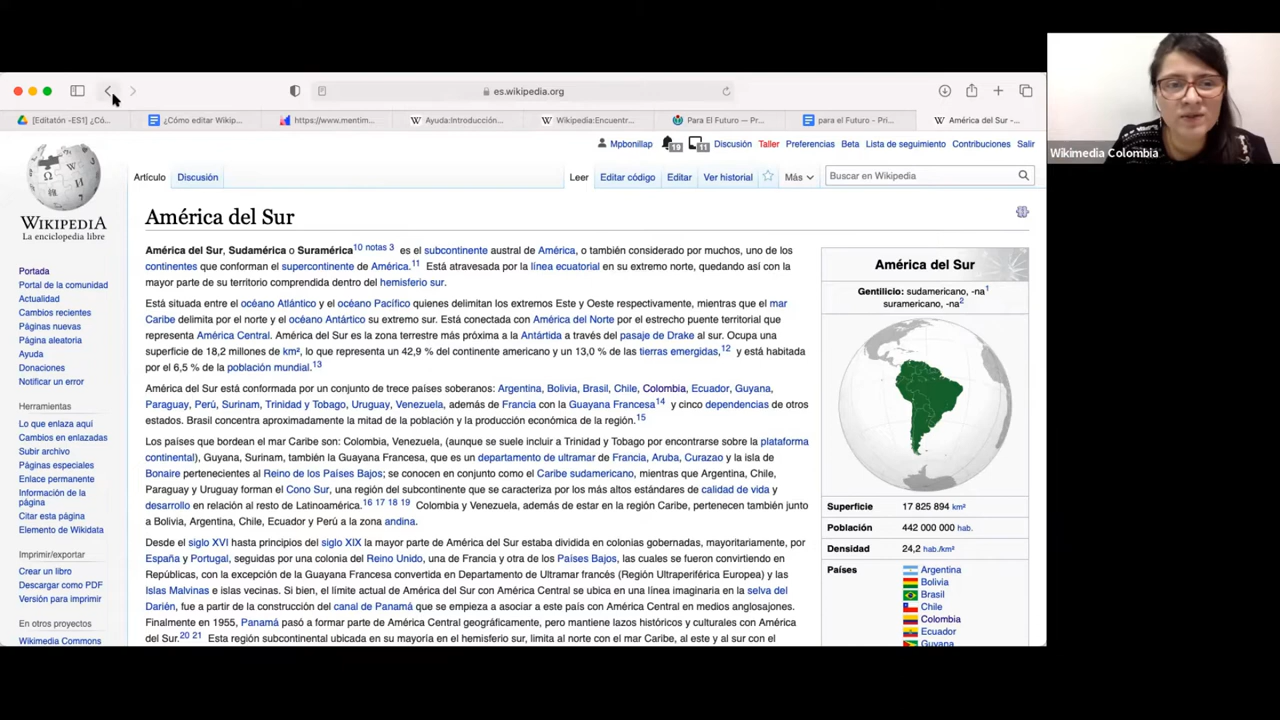 es.wikipedia.org
[Editatón -ES1] ¿Có...
¿Cómo editar Wikip...
https://www.mentim...
Ayuda:Introducción...
Wikipedia:Encuentr...
Para El Futuro — Pr...
para el Futuro - Pri...
América del Sur -...
Mpbonillap 19 11 Discusión Taller Preferencias Beta Lista de seguimiento Contribuciones Salir
Artículo Discusión Leer Editar código Editar Ver historial Más Buscar en Wikipedia
WIKIPEDIA
La enciclopedia libre
Portada
Portal de la comunidad
Actualidad
Cambios recientes
Páginas nuevas
Página aleatoria
Ayuda
Donaciones
Notificar un error
Herramientas
Lo que enlaza aquí
Cambios en enlazadas
Subir archivo
Páginas especiales
Enlace permanente
Información de la
página
Citar esta página
Elemento de Wikidata
Imprimir/exportar
Crear un libro
Descargar como PDF
Versión para imprimir
En otros proyectos
Wikimedia Commons
América del Sur
América del Sur, Sudamérica o Suramérica10 notas 3 es el subcontinente austral de América, o también considerado por muchos, uno de los
continentes que conforman el supercontinente de América.11 Está atravesada por la línea ecuatorial en su extremo norte, quedando así con la
mayor parte de su territorio comprendida dentro del hemisferio sur.
Está situada entre el océano Atlántico y el océano Pacífico quienes delimitan los extremos Este y Oeste respectivamente, mientras que el mar
Caribe delimita por el norte y el océano Antártico su extremo sur. Está conectada con América del Norte por el estrecho puente territorial que
representa América Central. América del Sur es la zona terrestre más próxima a la Antártida a través del pasaje de Drake al sur. Ocupa una
superficie de 18,2 millones de km², lo que representa un 42,9 % del continente americano y un 13,0 % de las tierras emergidas,12 y está habitada
por el 6,5 % de la población mundial.13
América del Sur está conformada por un conjunto de trece países soberanos: Argentina, Bolivia, Brasil, Chile, Colombia, Ecuador, Guyana,
Paraguay, Perú, Surinam, Trinidad y Tobago, Uruguay, Venezuela, además de Francia con la Guayana Francesa14 y cinco dependencias de otros
estados. Brasil concentra aproximadamente la mitad de la población y la producción económica de la región.15
Los países que bordean el mar Caribe son: Colombia, Venezuela, (aunque se suele incluir a Trinidad y Tobago por encontrarse sobre la plataforma
continental), Guyana, Surinam, también la Guayana Francesa, que es un departamento de ultramar de Francia, Aruba, Curazao y la isla de
Bonaire pertenecientes al Reino de los Países Bajos; se conocen en conjunto como el Caribe sudamericano, mientras que Argentina, Chile,
Paraguay y Uruguay forman el Cono Sur, una región del subcontinente que se caracteriza por los más altos estándares de calidad de vida y
desarrollo en relación al resto de Latinoamérica.16 17 18 19 Colombia y Venezuela, además de estar en la región Caribe, pertenecen también junto
a Bolivia, Argentina, Chile, Ecuador y Perú a la zona andina.
Desde el siglo XVI hasta principios del siglo XIX la mayor parte de América del Sur estaba dividida en colonias gobernadas, mayoritariamente, por
España y Portugal, seguidas por una colonia del Reino Unido, una de Francia y otra de los Países Bajos, las cuales se fueron convirtiendo en
Repúblicas, con la excepción de la Guayana Francesa convertida en Departamento de Ultramar francés (Región Ultraperiférica Europea) y las
Islas Malvinas e islas vecinas. Si bien, el límite actual de América del Sur con América Central se ubica en una línea imaginaria en la selva del
Darién, fue a partir de la construcción del canal de Panamá que se empieza a asociar a este país con América Central en medios anglosajones.
Finalmente en 1955, Panamá pasó a formar parte de América Central geográficamente, pero mantiene lazos históricos y culturales con América
del Sur.20 21 Esta región subcontinental ubicada en su mayoría en el hemisferio sur, limita al norte con el mar Caribe, al este y al sur con el
América del Sur
Gentilicio: sudamericano, -na1
suramericano, -na2
Superficie 17 825 894 km²
Población 442 000 000 hab.
Densidad 24,2 hab./km²
Países Argentina
Bolivia
Brasil
Chile
Colombia
Ecuador
Guyana
Wikimedia Colombia